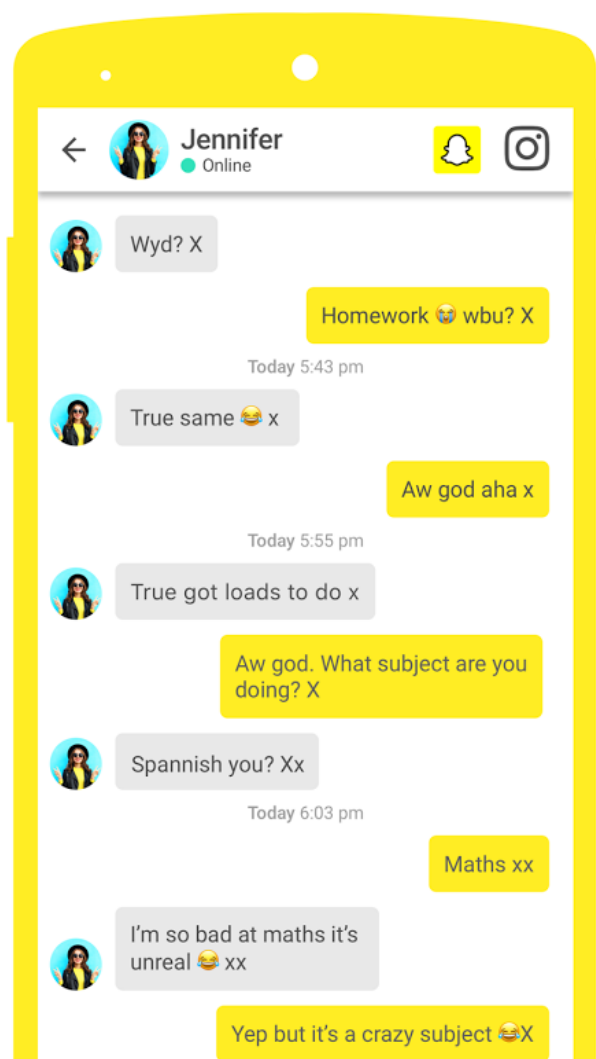 Jennifer
Online
Wyd? X
Homework 😭 wbu? X
Today 5:43 pm
True same 😂 x
Aw god aha x
Today 5:55 pm
True got loads to do x
Aw god. What subject are you
doing? X
Spannish you? Xx
Today 6:03 pm
Maths xx
I'm so bad at maths it's
unreal 😂 xx
Yep but it's a crazy subject 😂X